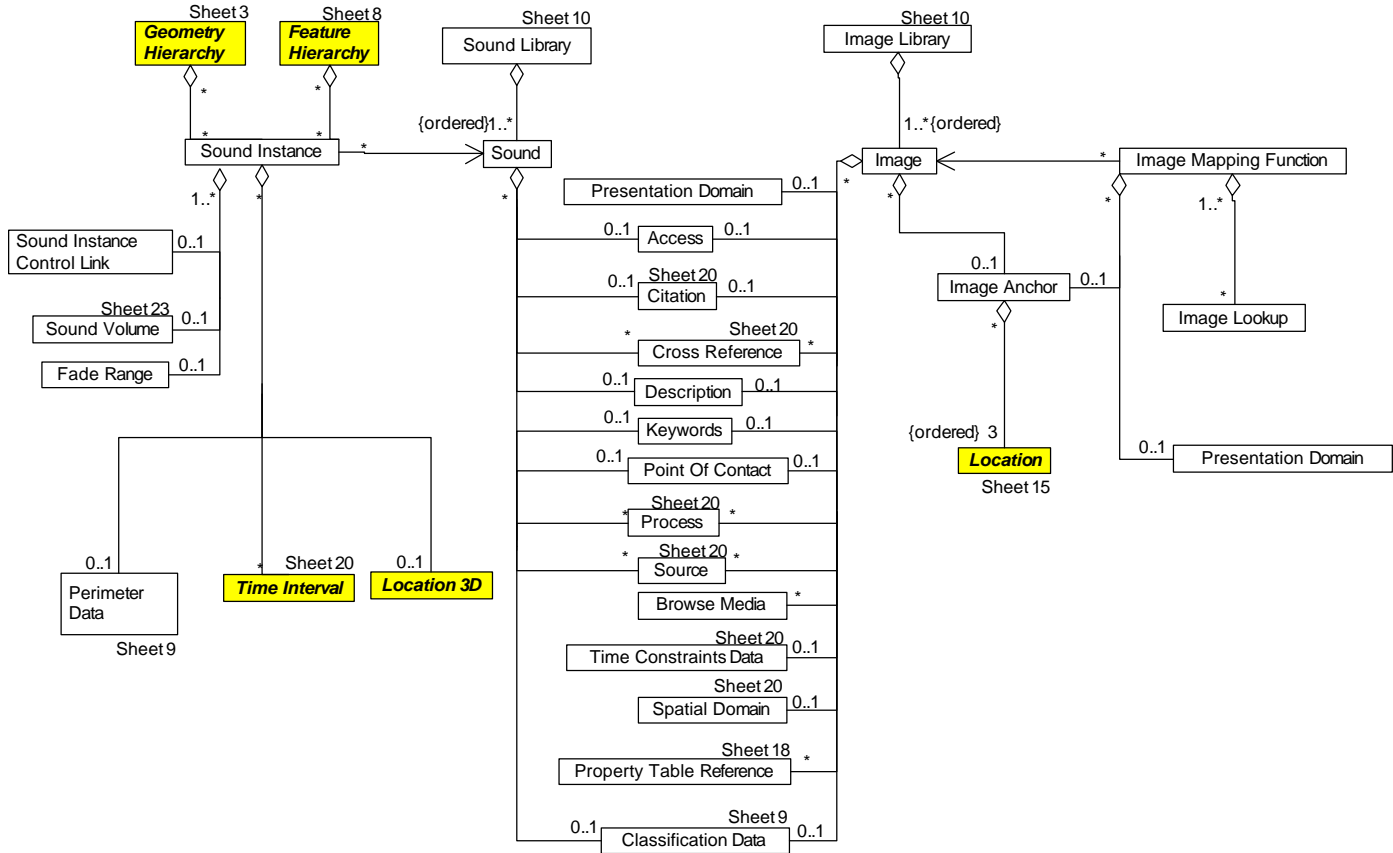 Sheet 3
Geometry
Hierarchy
Sheet 8
Feature
Hierarchy
Sheet 10
Sound Library
Sheet 10
Image Library
*
*
*
*
{ordered}
1..*
1..*
{ordered}
Sound Instance
*
Sound
Image
*
Image Mapping Function
1..*
*
*
Presentation Domain
0..1
*
*
*
1..*
Sound Instance
Control Link
0..1
0..1
Access
0..1
Sheet 20
0..1
Citation
0..1
0..1
Image Anchor
0..1
*
Sheet 23
Sound Volume
0..1
*
Image Lookup
Sheet 20
*
Cross Reference
*
Fade Range
0..1
0..1
Description
0..1
0..1
Keywords
0..1
{ordered}
3
Location
Sheet 15
0..1
Presentation Domain
0..1
Point Of Contact
0..1
Sheet 20
*
Process
*
Sheet 20
*
Source
*
0..1
Perimeter
Data
Sheet 9
*
Sheet 20
Time Interval
0..1
Location 3D
Browse Media
*
Sheet 20
Time Constraints Data
0..1
Sheet 20
Spatial Domain
0..1
Sheet 18
Property Table Reference
*
Sheet 9
0..1
Classification Data
0..1